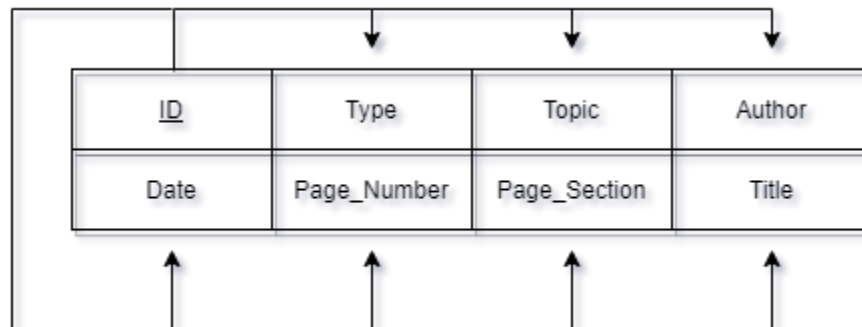 ID Type Topic Author
Date Page_Number Page_Section Title